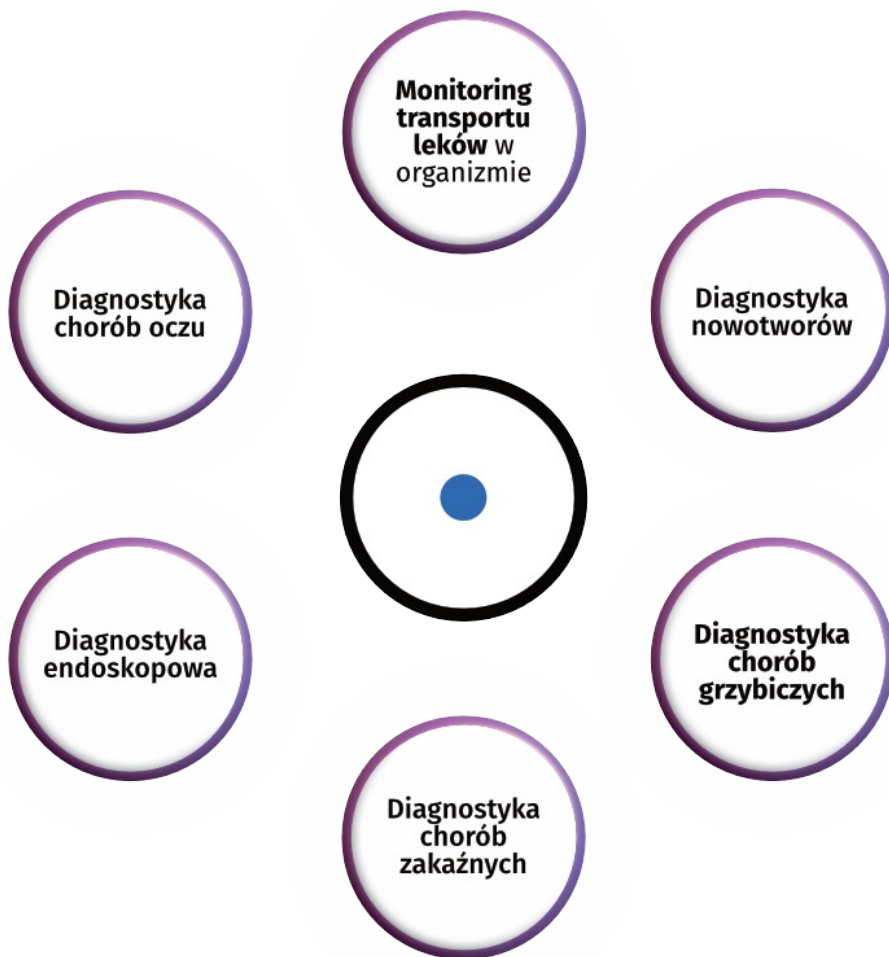 Monitoring
transportu
leków w
organizmie
Diagnostyka
chorób oczu
Diagnostyka
nowotworów
Diagnostyka
endoskopowa
Diagnostyka
chorób
grzybiczych
Diagnostyka
chorób
zakaźnych